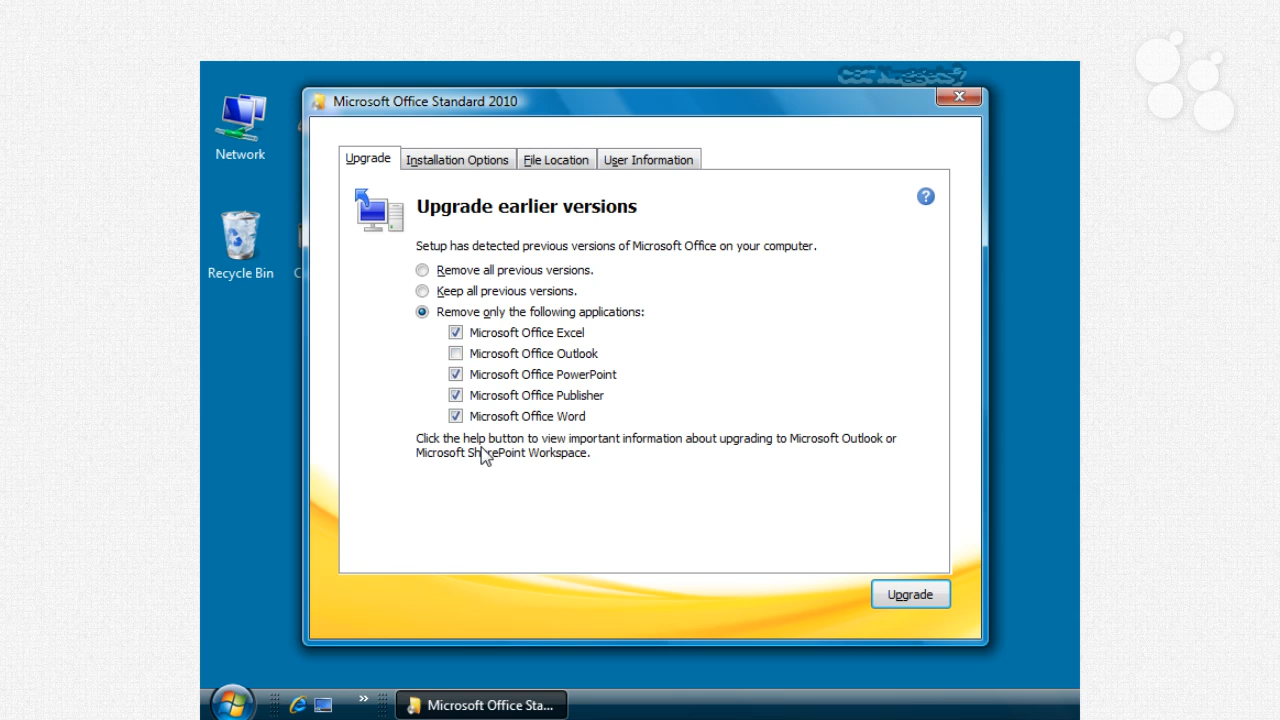 Microsoft Office Standard 2010
Network
Recycle Bin
C
Upgrade
Installation Options
File Location
User Information
Upgrade earlier versions
Setup has detected previous versions of Microsoft Office on your computer.
Remove all previous versions.
Keep all previous versions.
Remove only the following applications:
Microsoft Office Excel
Microsoft Office Outlook
Microsoft Office PowerPoint
Microsoft Office Publisher
Microsoft Office Word
Click the help button to view important information about upgrading to Microsoft Outlook or
Microsoft SharePoint Workspace.
Upgrade
Microsoft Office Sta...